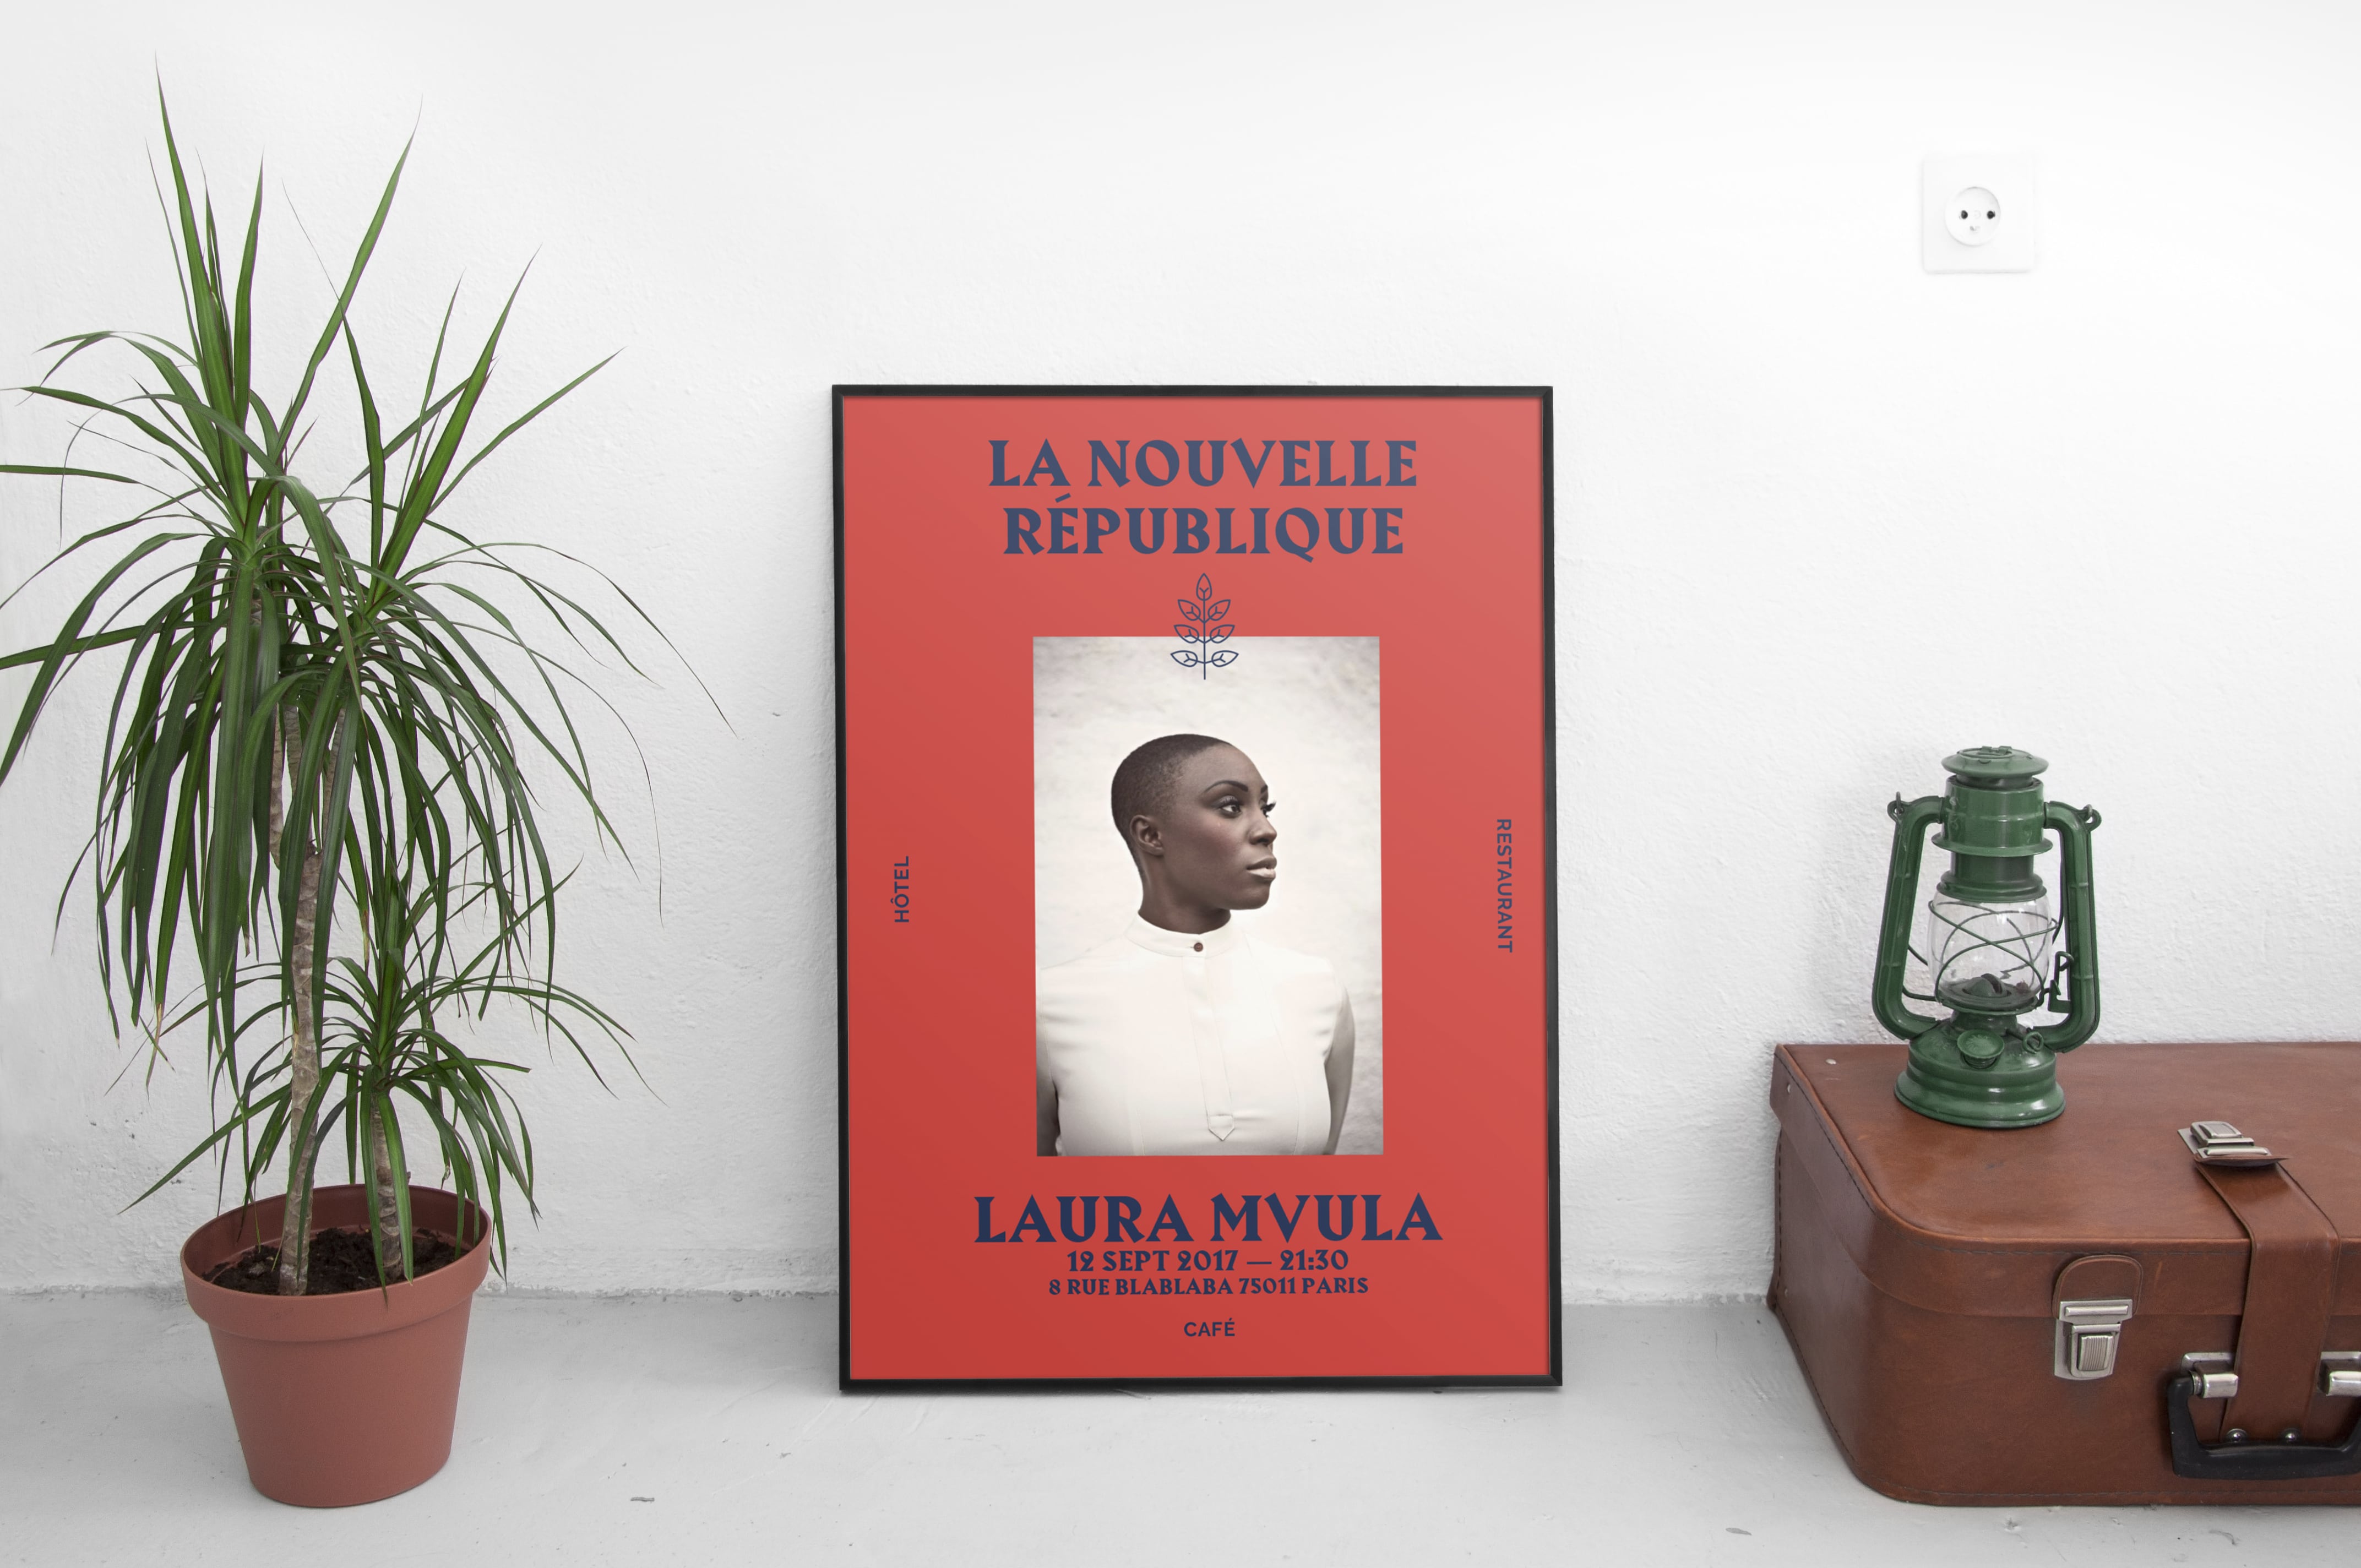 LA NOUVELLE
RÉPUBLIQUE
HÔTEL
RESTAURANT
LAURA MVULA
12 SEPT 2017 — 21:30
8 RUE BLABLABA 75011 PARIS
CAFÉ